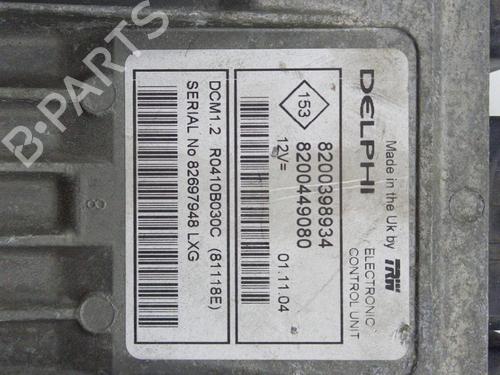 DELPHI
Made in
the Uk by
TRW
ELECTRONIC
CONTROL UNIT
153
8200398934
8200449080
12V=
01.11.04
DCM1.2 R0410B030C (81118E)
SERIAL No 82697948 LXG
8
B-PARTS